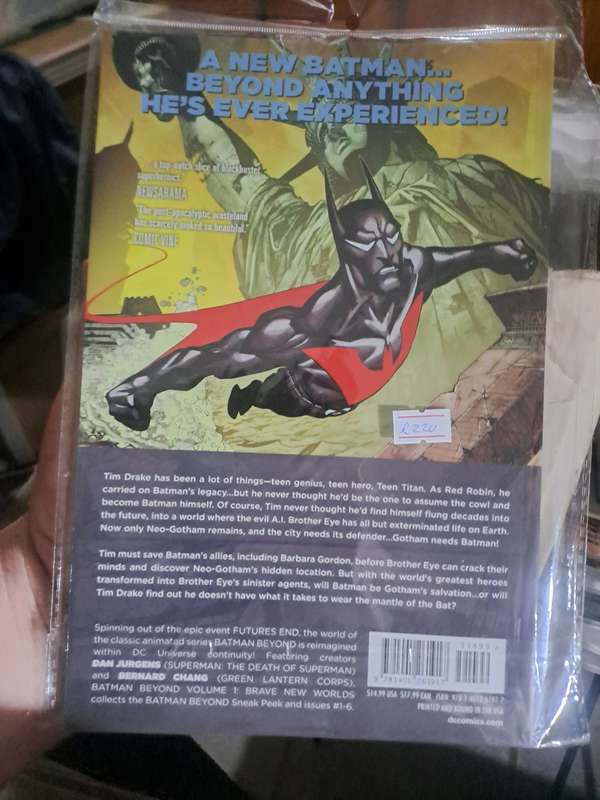 A NEW BATMAN...
BEYOND ANYTHING
HE'S EVER EXPERIENCED!
a top-notch slice of blockbuster
superheroics."
NEWSARAMA
"The post-apocalyptic wasteland
has scarcely looked so beautiful."
COMIC VINE
R220
Tim Drake has been a lot of things—teen genius, teen hero, Teen Titan. As Red Robin, he
carried on Batman's legacy...but he never thought he'd be the one to assume the cowl and
become Batman himself. Of course, Tim never thought he'd find himself flung decades into
the future, into a world where the evil A.I. Brother Eye has all but exterminated life on Earth.
Now only Neo-Gotham remains, and the city needs its defender...Gotham needs Batman!
Tim must save Batman's allies, including Barbara Gordon, before Brother Eye can crack their
minds and discover Neo-Gotham's hidden location. But with the world's greatest heroes
transformed into Brother Eye's sinister agents, will Batman be Gotham's salvation...or will
Tim Drake find out he doesn't have what it takes to wear the mantle of the Bat?
Spinning out of the epic event FUTURES END, the world of
the classic animated series BATMAN BEYOND is reimagined
within DC Universe continuity! Featuring creators
DAN JURGENS (SUPERMAN: THE DEATH OF SUPERMAN)
and BERNARD CHANG (GREEN LANTERN CORPS),
BATMAN BEYOND VOLUME 1: BRAVE NEW WORLDS
collects the BATMAN BEYOND Sneak Peek and issues #1-6.
$14.99 USA $17.99 CAN ISBN:
PRINTED AND BOUND IN THE USA
dccomics.com